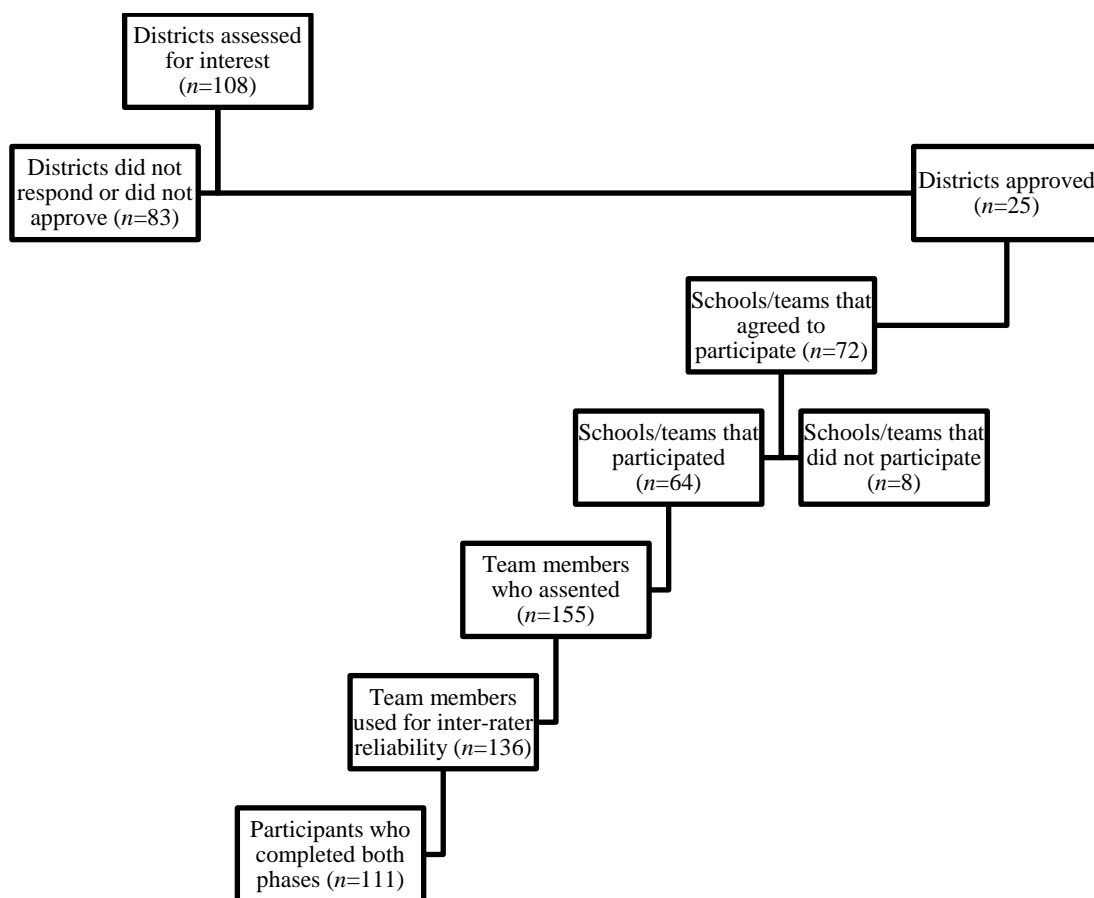 Districts assessed
for interest
(n=108)
Districts did not
respond or did not
approve (n=83)
Districts approved
(n=25)
Schools/teams that
agreed to
participate (n=72)
Schools/teams that
participated
(n=64)
Schools/teams that
did not participate
(n=8)
Team members
who assented
(n=155)
Team members
used for inter-rater
reliability (n=136)
Participants who
completed both
phases (n=111)